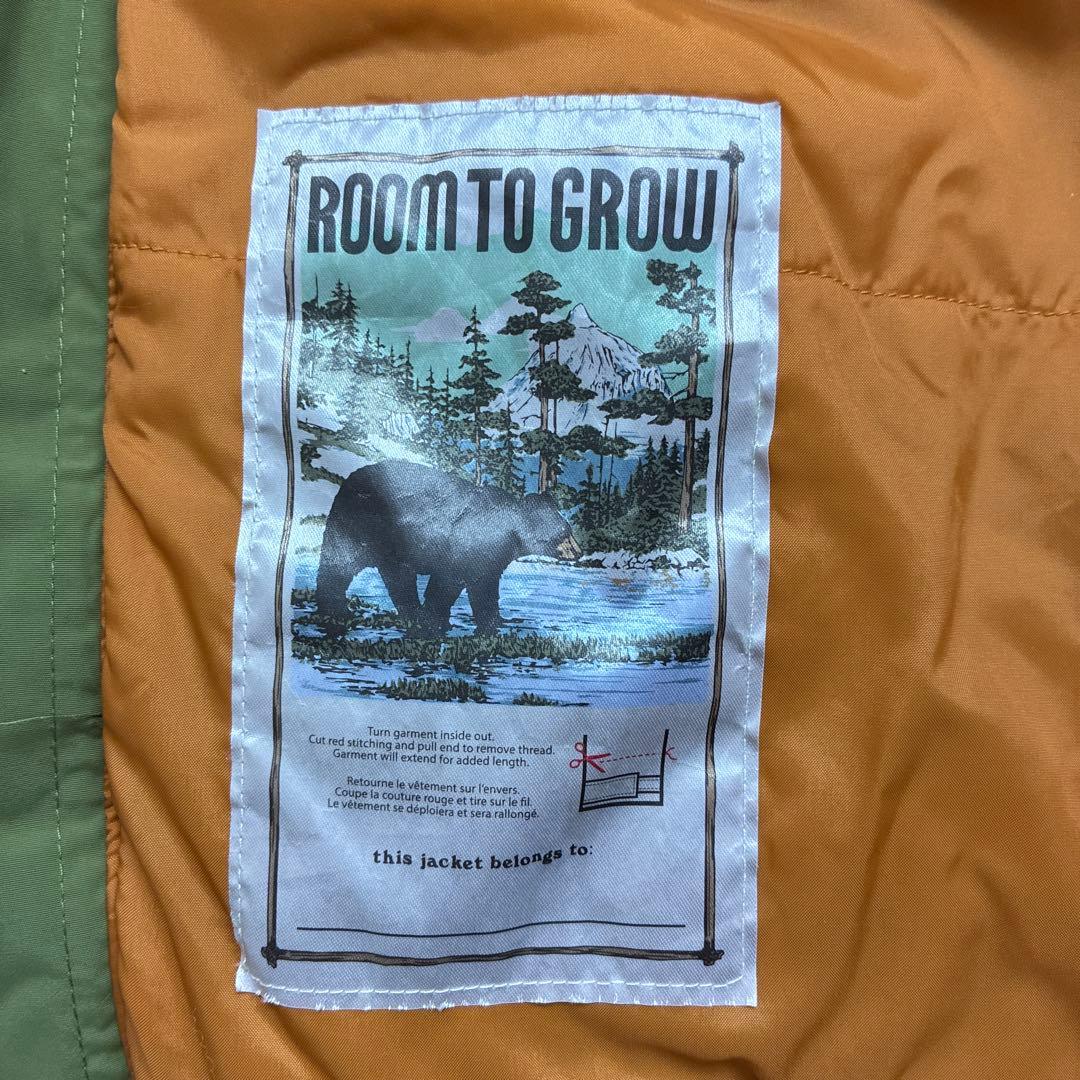 ROOM TO GROW
Turn garment inside out.
Cut red stitching and pull end to remove thread.
Garment will extend for added length.
Retourne le vêtement sur l'envers.
Coupe la couture rouge et tire sur le fil.
Le vêtement se déploiera et sera rallongé.
this jacket belongs to: